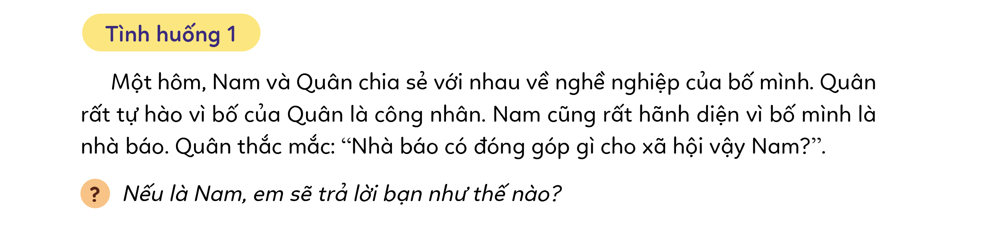 Tình huống 1
Một hôm, Nam và Quân chia sẻ với nhau về nghề nghiệp của bố mình. Quân
rất tự hào vì bố của Quân là công nhân. Nam cũng rất hãnh diện vì bố mình là
nhà báo. Quân thắc mắc: “Nhà báo có đóng góp gì cho xã hội vậy Nam?”.
? Nếu là Nam, em sẽ trả lời bạn như thế nào?